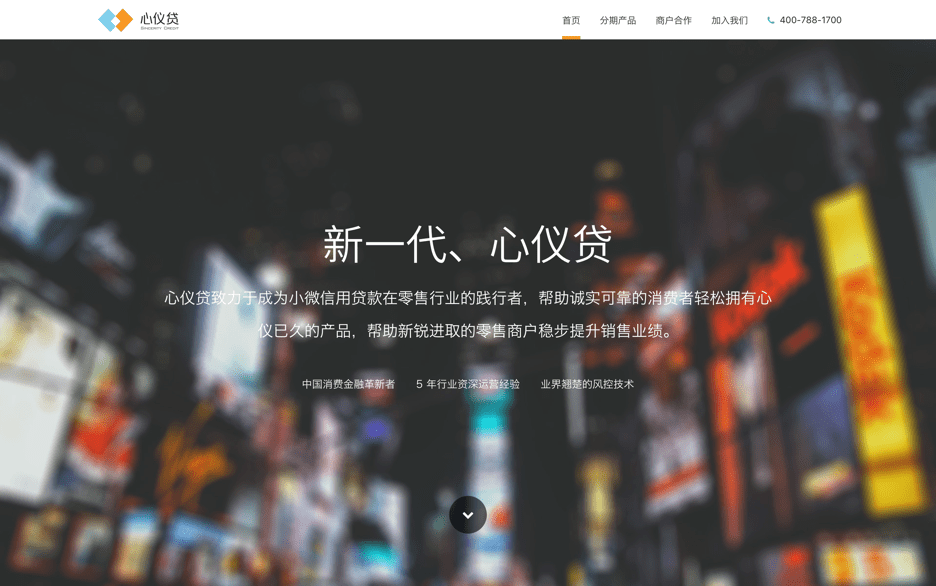 心仪贷
SINCERITY CREDIT
首页
分期产品
商户合作
加入我们
400-788-1700
新一代、心仪贷
心仪贷致力于成为小微信用贷款在零售行业的践行者，帮助诚实可靠的消费者轻松拥有心
仪已久的产品，帮助新锐进取的零售商户稳步提升销售业绩。
中国消费金融革新者
5 年行业资深运营经验
业界翘楚的风控技术